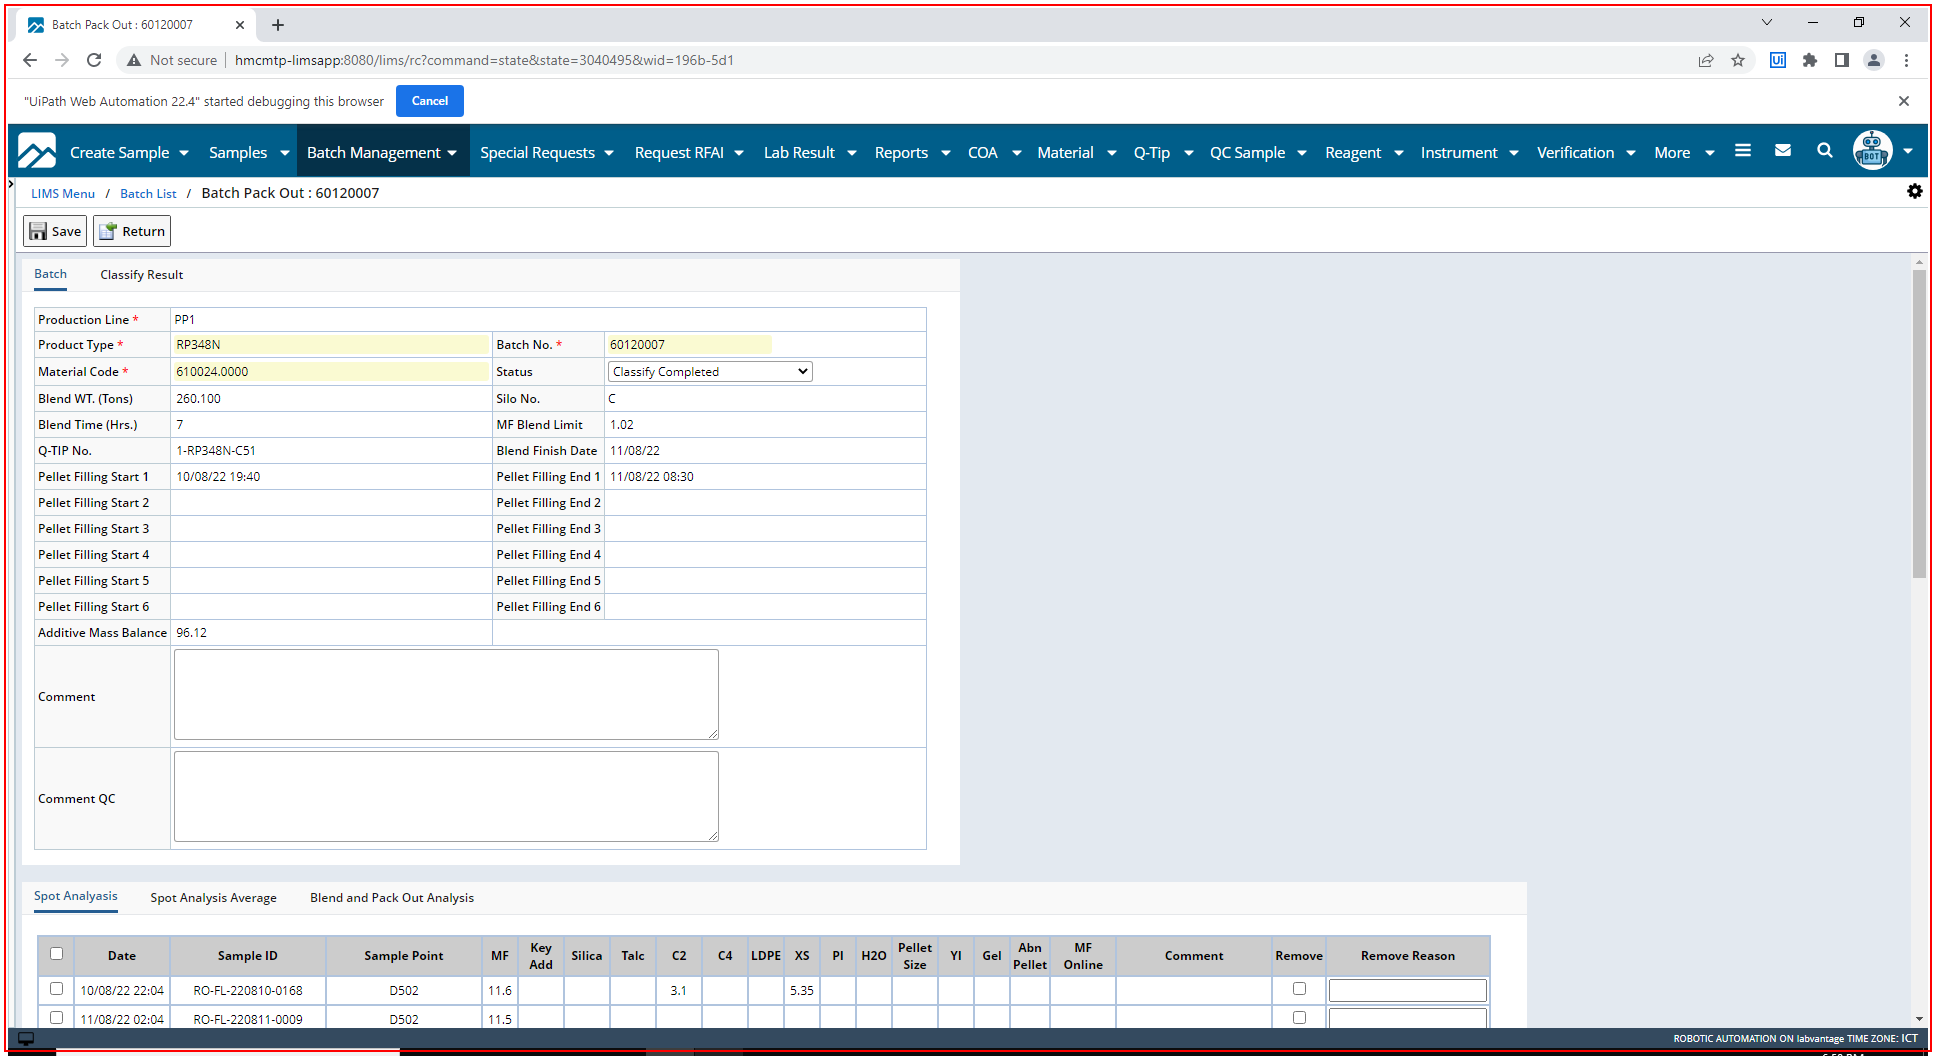 Batch Pack Out : 60120007
Not secure hmcmtp-limsapp:8080/lims/rc?command=state&state=3040495&wid=196b-5d1
Ui
"UiPath Web Automation 22.4" started debugging this browser Cancel
Create Sample Samples Batch Management Special Requests Request RFAI Lab Result Reports COA Material Q-Tip QC Sample Reagent Instrument Verification More BOT
LIMS Menu / Batch List / Batch Pack Out : 60120007
Save Return
Batch Classify Result
Production Line * PP1
Product Type * RP348N Batch No. * 60120007
Material Code * 610024.0000 Status Classify Completed
Blend WT. (Tons) 260.100 Silo No. C
Blend Time (Hrs.) 7 MF Blend Limit 1.02
Q-TIP No. 1-RP348N-C51 Blend Finish Date 11/08/22
Pellet Filling Start 1 10/08/22 19:40 Pellet Filling End 1 11/08/22 08:30
Pellet Filling Start 2 Pellet Filling End 2
Pellet Filling Start 3 Pellet Filling End 3
Pellet Filling Start 4 Pellet Filling End 4
Pellet Filling Start 5 Pellet Filling End 5
Pellet Filling Start 6 Pellet Filling End 6
Additive Mass Balance 96.12
Comment
Comment QC
Spot Analyasis Spot Analysis Average Blend and Pack Out Analysis
Date Sample ID Sample Point MF Key Add Silica Talc C2 C4 LDPE XS PI H2O Pellet Size YI Gel Abn Pellet MF Online Comment Remove Remove Reason
10/08/22 22:04 RO-FL-220810-0168 D502 11.6 3.1 5.35
11/08/22 02:04 RO-FL-220811-0009 D502 11.5
ROBOTIC AUTOMATION ON labvantage TIME ZONE: ICT